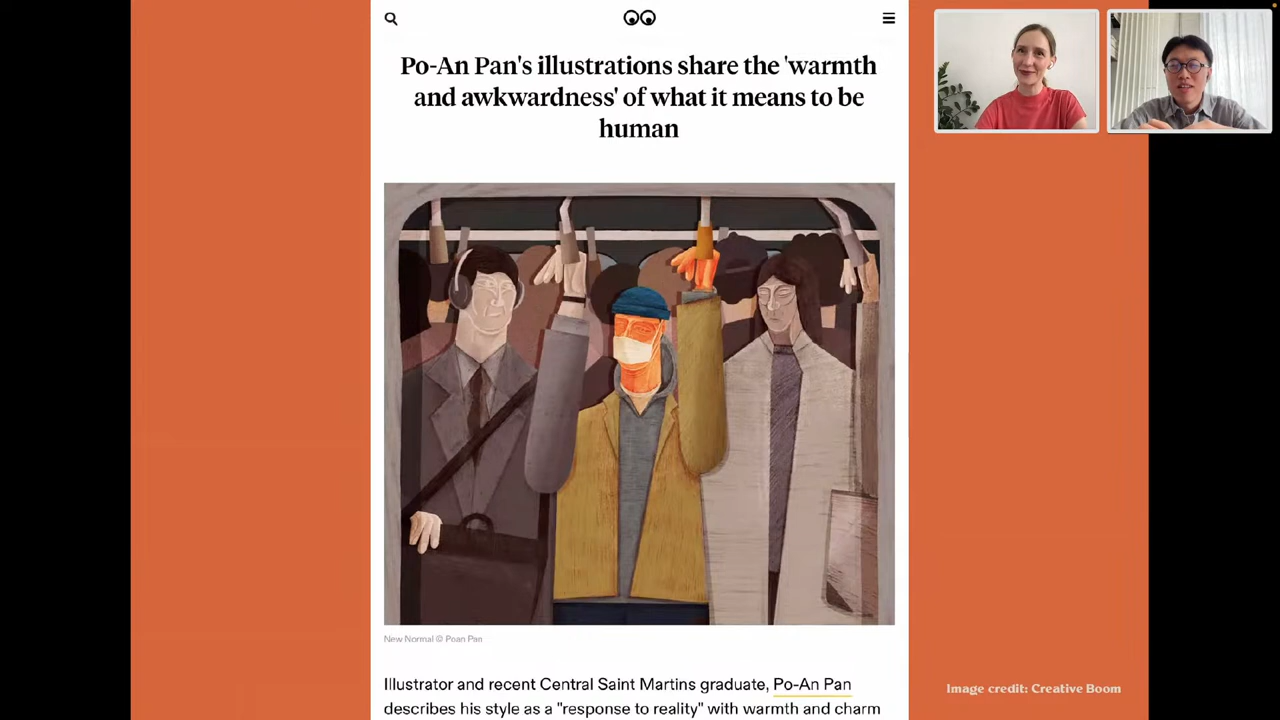 Po-An Pan's illustrations share the 'warmth
and awkwardness' of what it means to be
human
New Normal © Poan Pan
Illustrator and recent Central Saint Martins graduate, Po-An Pan
describes his style as a "response to reality" with warmth and charm
Image credit: Creative Boom